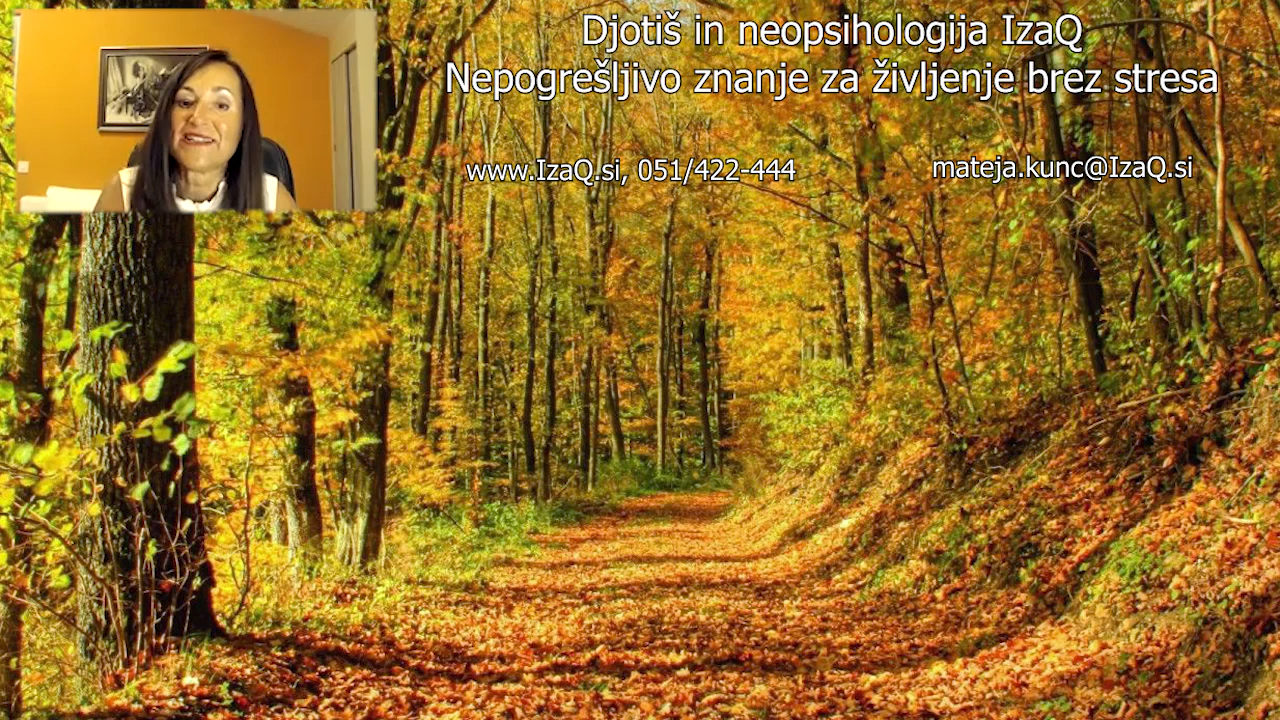 Djotiš in neopsihologija IzaQ
Nepogrešljivo znanje za življenje brez stresa
www.IzaQ.si, 051/422-444 mateja.kunc@IzaQ.si